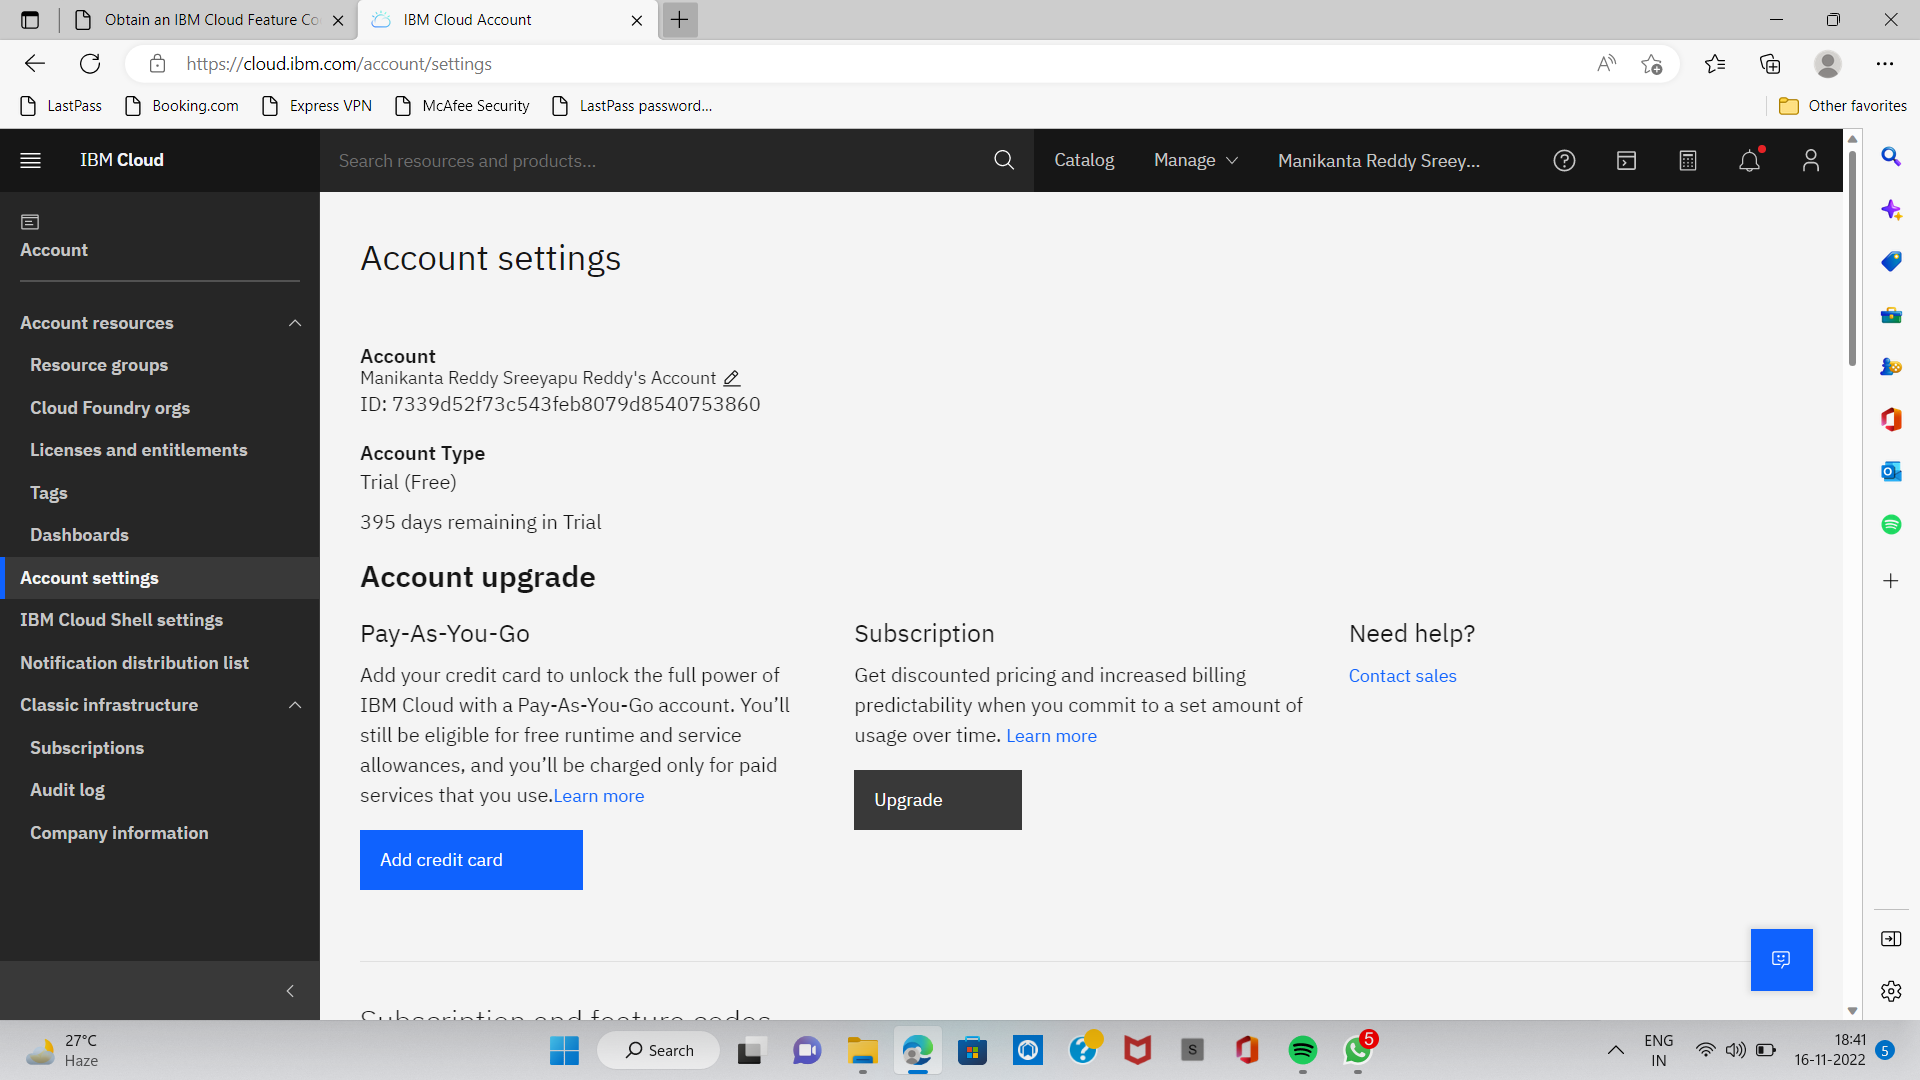 Obtain an IBM Cloud Feature Co
IBM Cloud Account
https://cloud.ibm.com/account/settings
LastPass
Booking.com
Express VPN
McAfee Security
LastPass password...
Other favorites
IBM Cloud
Search resources and products...
Catalog
Manage
Manikanta Reddy Sreey...
Account
Account resources
Resource groups
Cloud Foundry orgs
Licenses and entitlements
Tags
Dashboards
Account settings
IBM Cloud Shell settings
Notification distribution list
Classic infrastructure
Subscriptions
Audit log
Company information
Account settings
Account
Manikanta Reddy Sreeyapu Reddy's Account
ID: 7339d52f73c543feb8079d8540753860
Account Type
Trial (Free)
395 days remaining in Trial
Account upgrade
Pay-As-You-Go
Add your credit card to unlock the full power of
IBM Cloud with a Pay-As-You-Go account. You’ll
still be eligible for free runtime and service
allowances, and you’ll be charged only for paid
services that you use.Learn more
Add credit card
Subscription
Get discounted pricing and increased billing
predictability when you commit to a set amount of
usage over time. Learn more
Upgrade
Need help?
Contact sales
Subscription and feature codes
27°C
Haze
Search
S
5
ENG
IN
18:41
16-11-2022
5